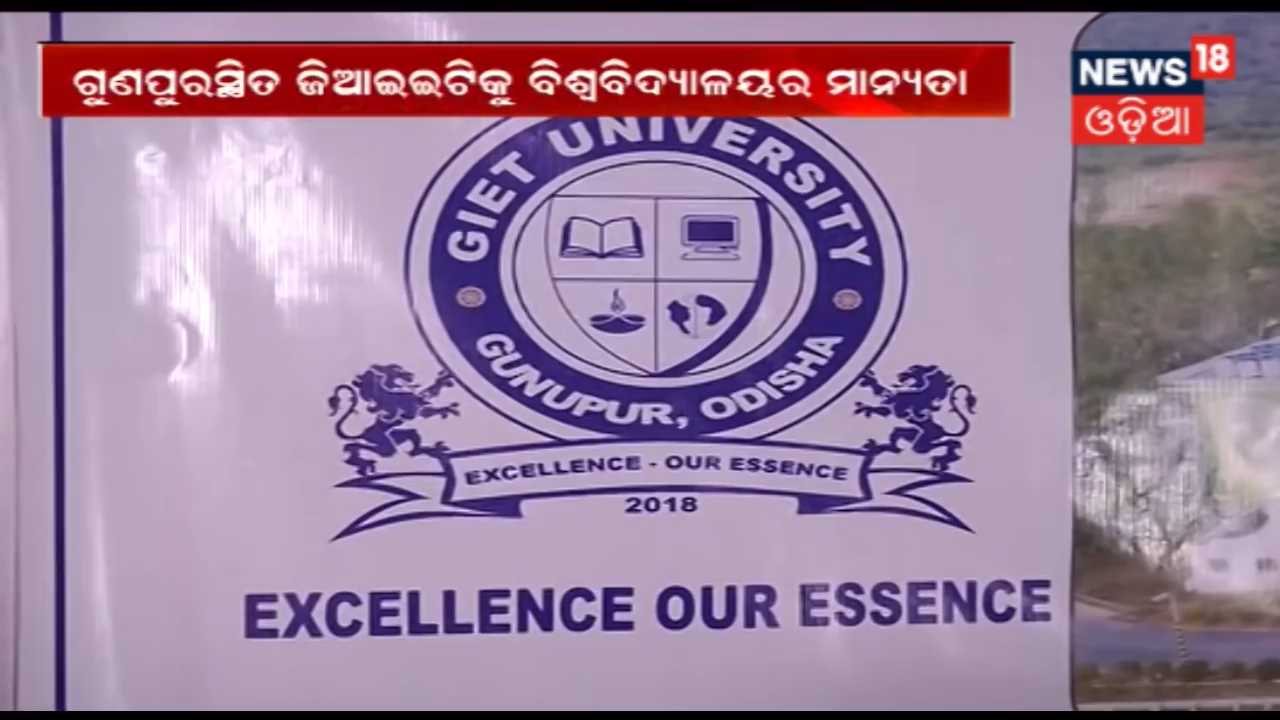 ଗୁଣପୁରସ୍ଥିତ ଜିଆଇଇଟିକୁ ବିଶ୍ୱବିଦ୍ୟାଳୟର ମାନ୍ୟତା
NEWS 18
ଓଡ଼ିଆ
GIET UNIVERSITY
GUNUPUR, ODISHA
EXCELLENCE - OUR ESSENCE
2018
EXCELLENCE OUR ESSENCE